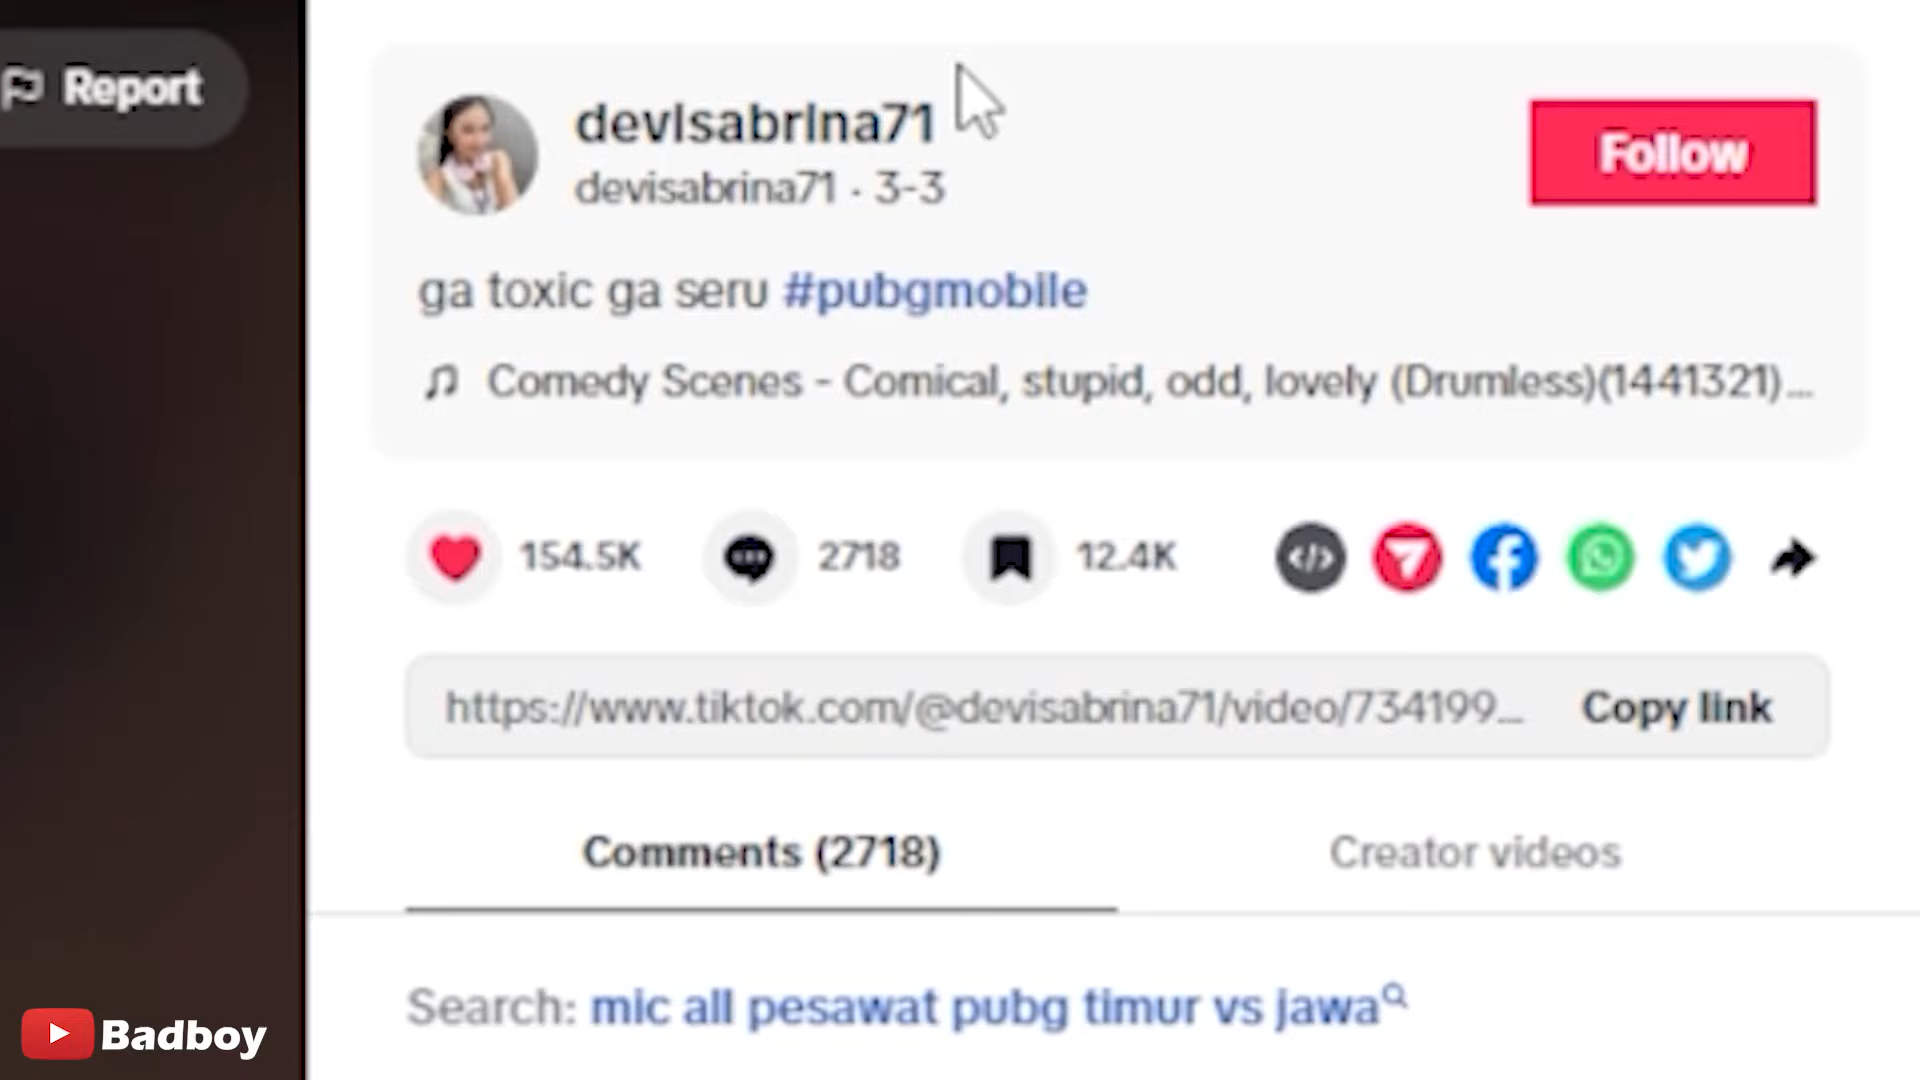 Report
devisabrina71
devisabrina71 · 3-3
Follow
ga toxic ga seru #pubgmobile
Comedy Scenes - Comical, stupid, odd, lovely (Drumless)(1441321)...
154.5K 2718 12.4K
https://www.tiktok.com/@devisabrina71/video/734199... Copy link
Comments (2718) Creator videos
Search: mic all pesawat pubg timur vs jawa
Badboy